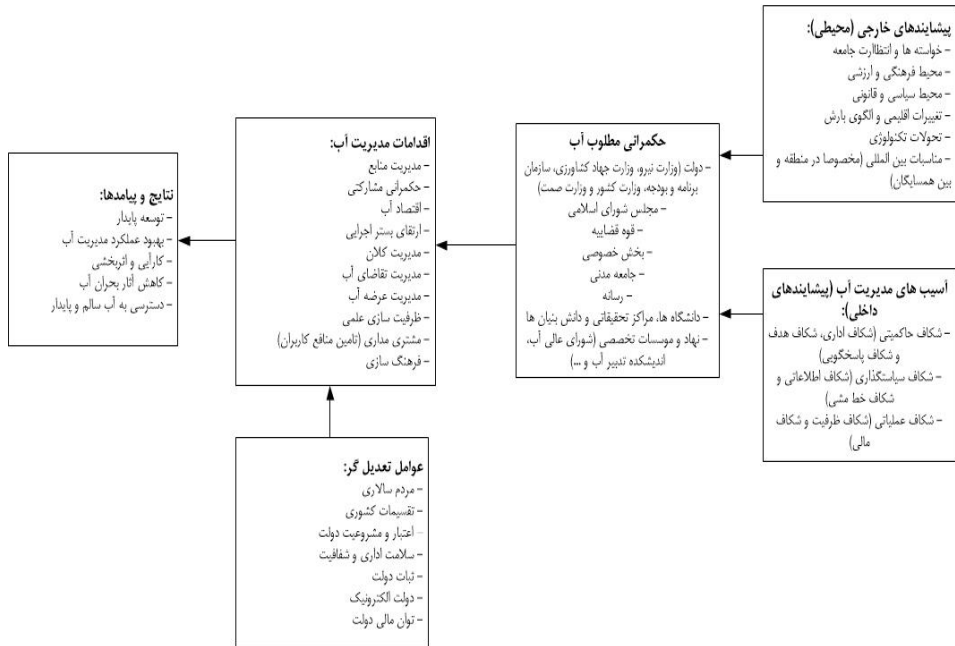 پیشایندهای خارجی (محیطی):
- خواسته ها و انتظاارت جامعه
- محیط فرهنگی و ارزشی
- محیط سیاسی و قانونی
- تغییرات اقلیمی و الگوی بارش
- تحولات تکنولوژی
- مناسبات بین المللی (مخصوصا در منطقه و
بین همسایگان)
آسیب های مدیریت آب (پیشایندهای
داخلی):
- شکاف حاکمیتی (شکاف اداری، شکاف هدف
و شکاف پاسخگویی)
- شکاف سیاستگذاری (شکاف اطلاعاتی و
شکاف خط مشی)
- شکاف عملیاتی (شکاف ظرفیت و شکاف
مالی)
حکمرانی مطلوب آب
- دولت (وزارت نیرو، وزارت جهاد کشاورزی، سازمان
برنامه و بودجه، وزارت کشور و وزارت صمت)
- مجلس شورای اسلامی
- قوه قضاییه
- بخش خصوصی
- جامعه مدنی
- رسانه
- دانشگاه ها، مراکز تحقیقاتی و دانش بنیان ها
- نهاد و موسسات تخصصی (شورای عالی آب،
اندیشکده تدبیر آب و ...)
اقدامات مدیریت آب:
- مدیریت منابع
- حکمرانی مشارکتی
- اقتصاد آب
- ارتقای بستر اجرایی
- مدیریت کلان
- مدیریت تقاضای آب
- مدیریت عرضه آب
- ظرفیت سازی علمی
- مشتری مداری (تامین منافع کاربران)
- فرهنگ سازی
عوامل تعدیل گر:
- مردم سالاری
- تقسیمات کشوری
- اعتبار و مشروعیت دولت
- سلامت اداری و شفافیت
- ثبات دولت
- دولت الکترونیک
- توان مالی دولت
نتایج و پیامدها:
- توسعه پایدار
- بهبود عملکرد مدیریت آب
- کارآیی و اثربخشی
- کاهش آثار بحران آب
- دسترسی به آب سالم و پایدار